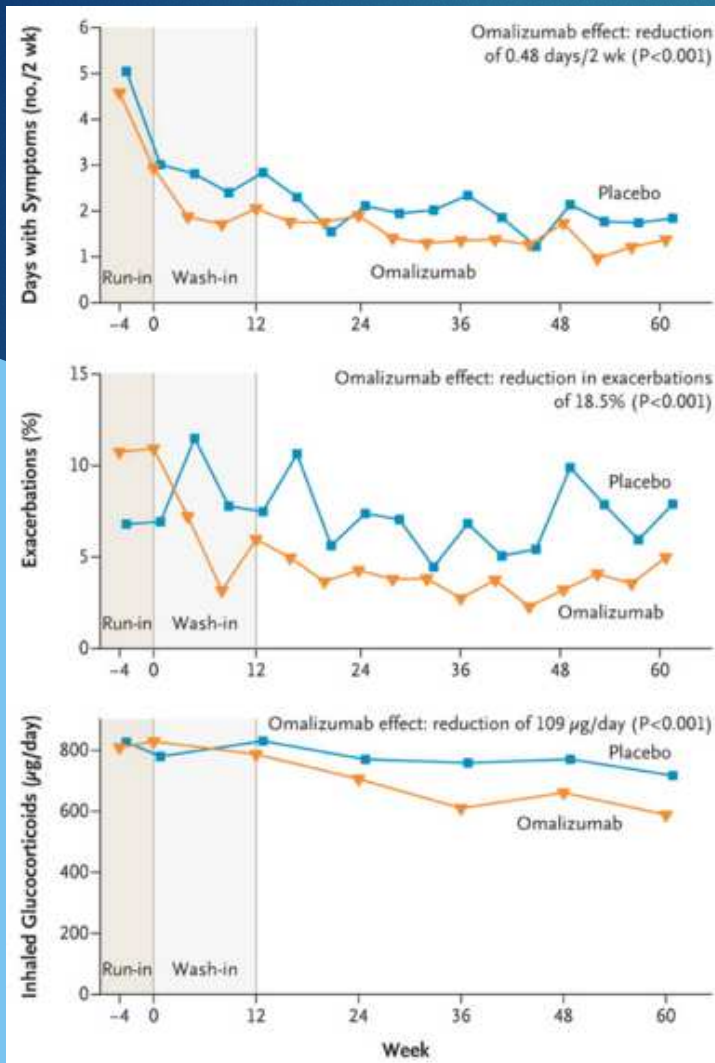 Omalizumab effect: reduction
of 0.48 days/2 wk (P<0.001)
Days with Symptoms (no./2 wk)
6
5
4
3
2
1
0
Placebo
Omalizumab
Run-in
Wash-in
−4 0 12 24 36 48 60
Omalizumab effect: reduction in exacerbations
of 18.5% (P<0.001)
Exacerbations (%)
15
10
5
0
Placebo
Omalizumab
Run-in
Wash-in
−4 0 12 24 36 48 60
Omalizumab effect: reduction of 109 µg/day (P<0.001)
Inhaled Glucocorticoids (µg/day)
800
600
400
200
0
Placebo
Omalizumab
Run-in
Wash-in
−4 0 12 24 36 48 60
Week